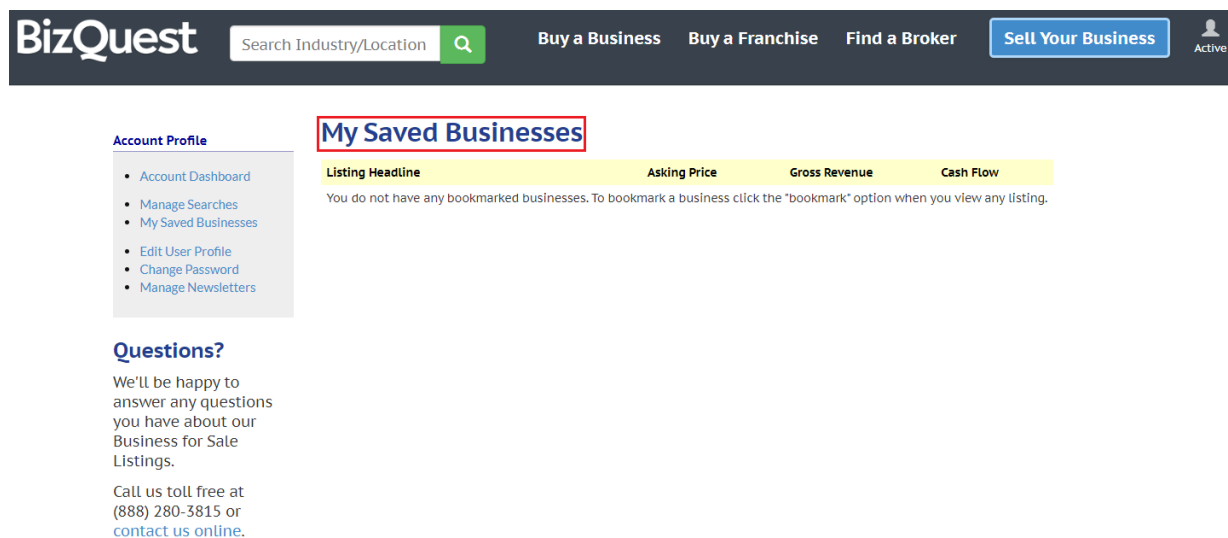 BizQuest
Search Industry/Location
Buy a Business Buy a Franchise Find a Broker Sell Your Business
Active
Account Profile
Account Dashboard
Manage Searches
My Saved Businesses
Edit User Profile
Change Password
Manage Newsletters
My Saved Businesses
Listing Headline Asking Price Gross Revenue Cash Flow
You do not have any bookmarked businesses. To bookmark a business click the "bookmark" option when you view any listing.
Questions?
We'll be happy to
answer any questions
you have about our
Business for Sale
Listings.
Call us toll free at
(888) 280-3815 or
contact us online.